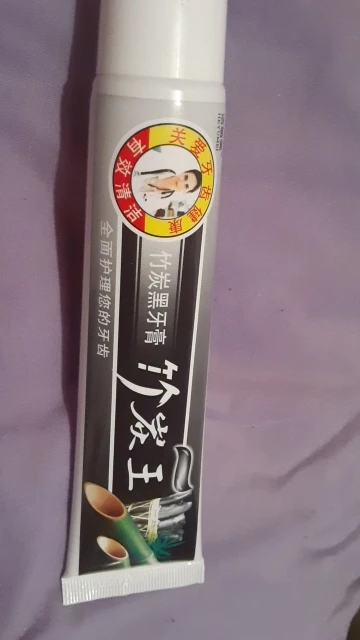 关爱牙齿健康
高效清洁
竹炭黑牙膏
竹炭王
全面护理您的牙齿